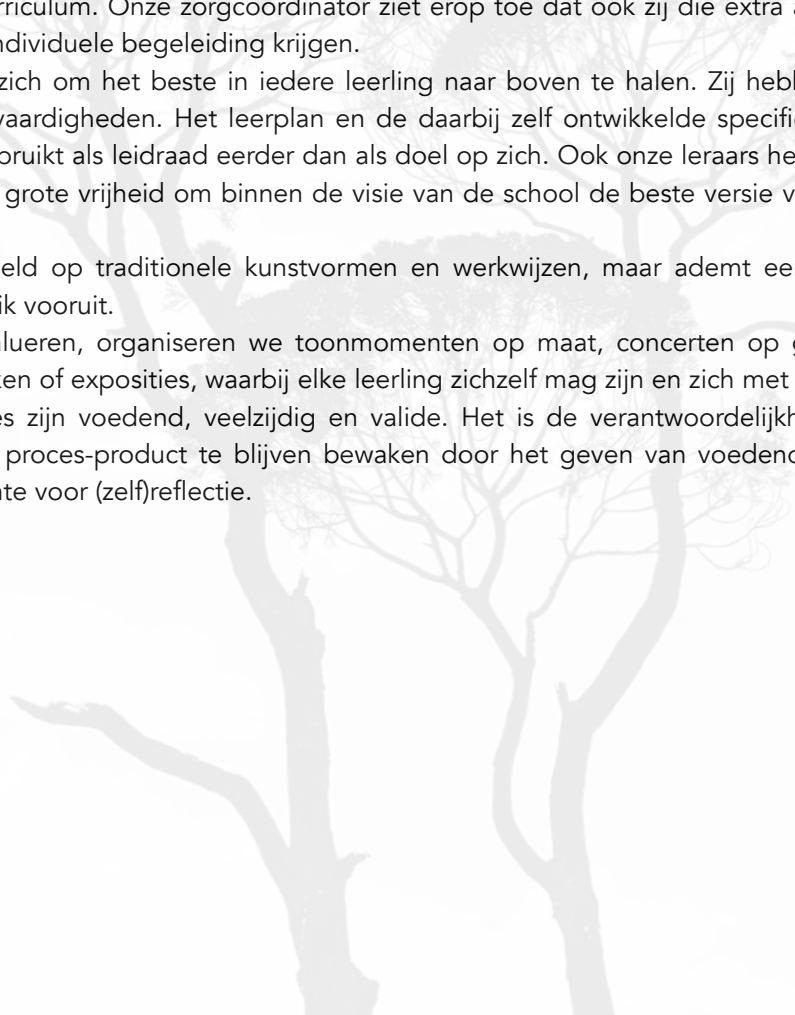 rriculum. Onze zorgcoördinator ziet erop toe dat ook zij die extra a
ndividuele begeleiding krijgen.
zich om het beste in iedere leerling naar boven te halen. Zij hebb
vaardigheden. Het leerplan en de daarbij zelf ontwikkelde specifie
bruikt als leidraad eerder dan als doel op zich. Ook onze leraars he
grote vrijheid om binnen de visie van de school de beste versie v
eld op traditionele kunstvormen en werkwijzen, maar ademt een
ik vooruit.
alueren, organiseren we toonmomenten op maat, concerten op g
ken of exposities, waarbij elke leerling zichzelf mag zijn en zich met
es zijn voedend, veelzijdig en valide. Het is de verantwoordelijkh
proces-product te blijven bewaken door het geven van voedend
te voor (zelf)reflectie.